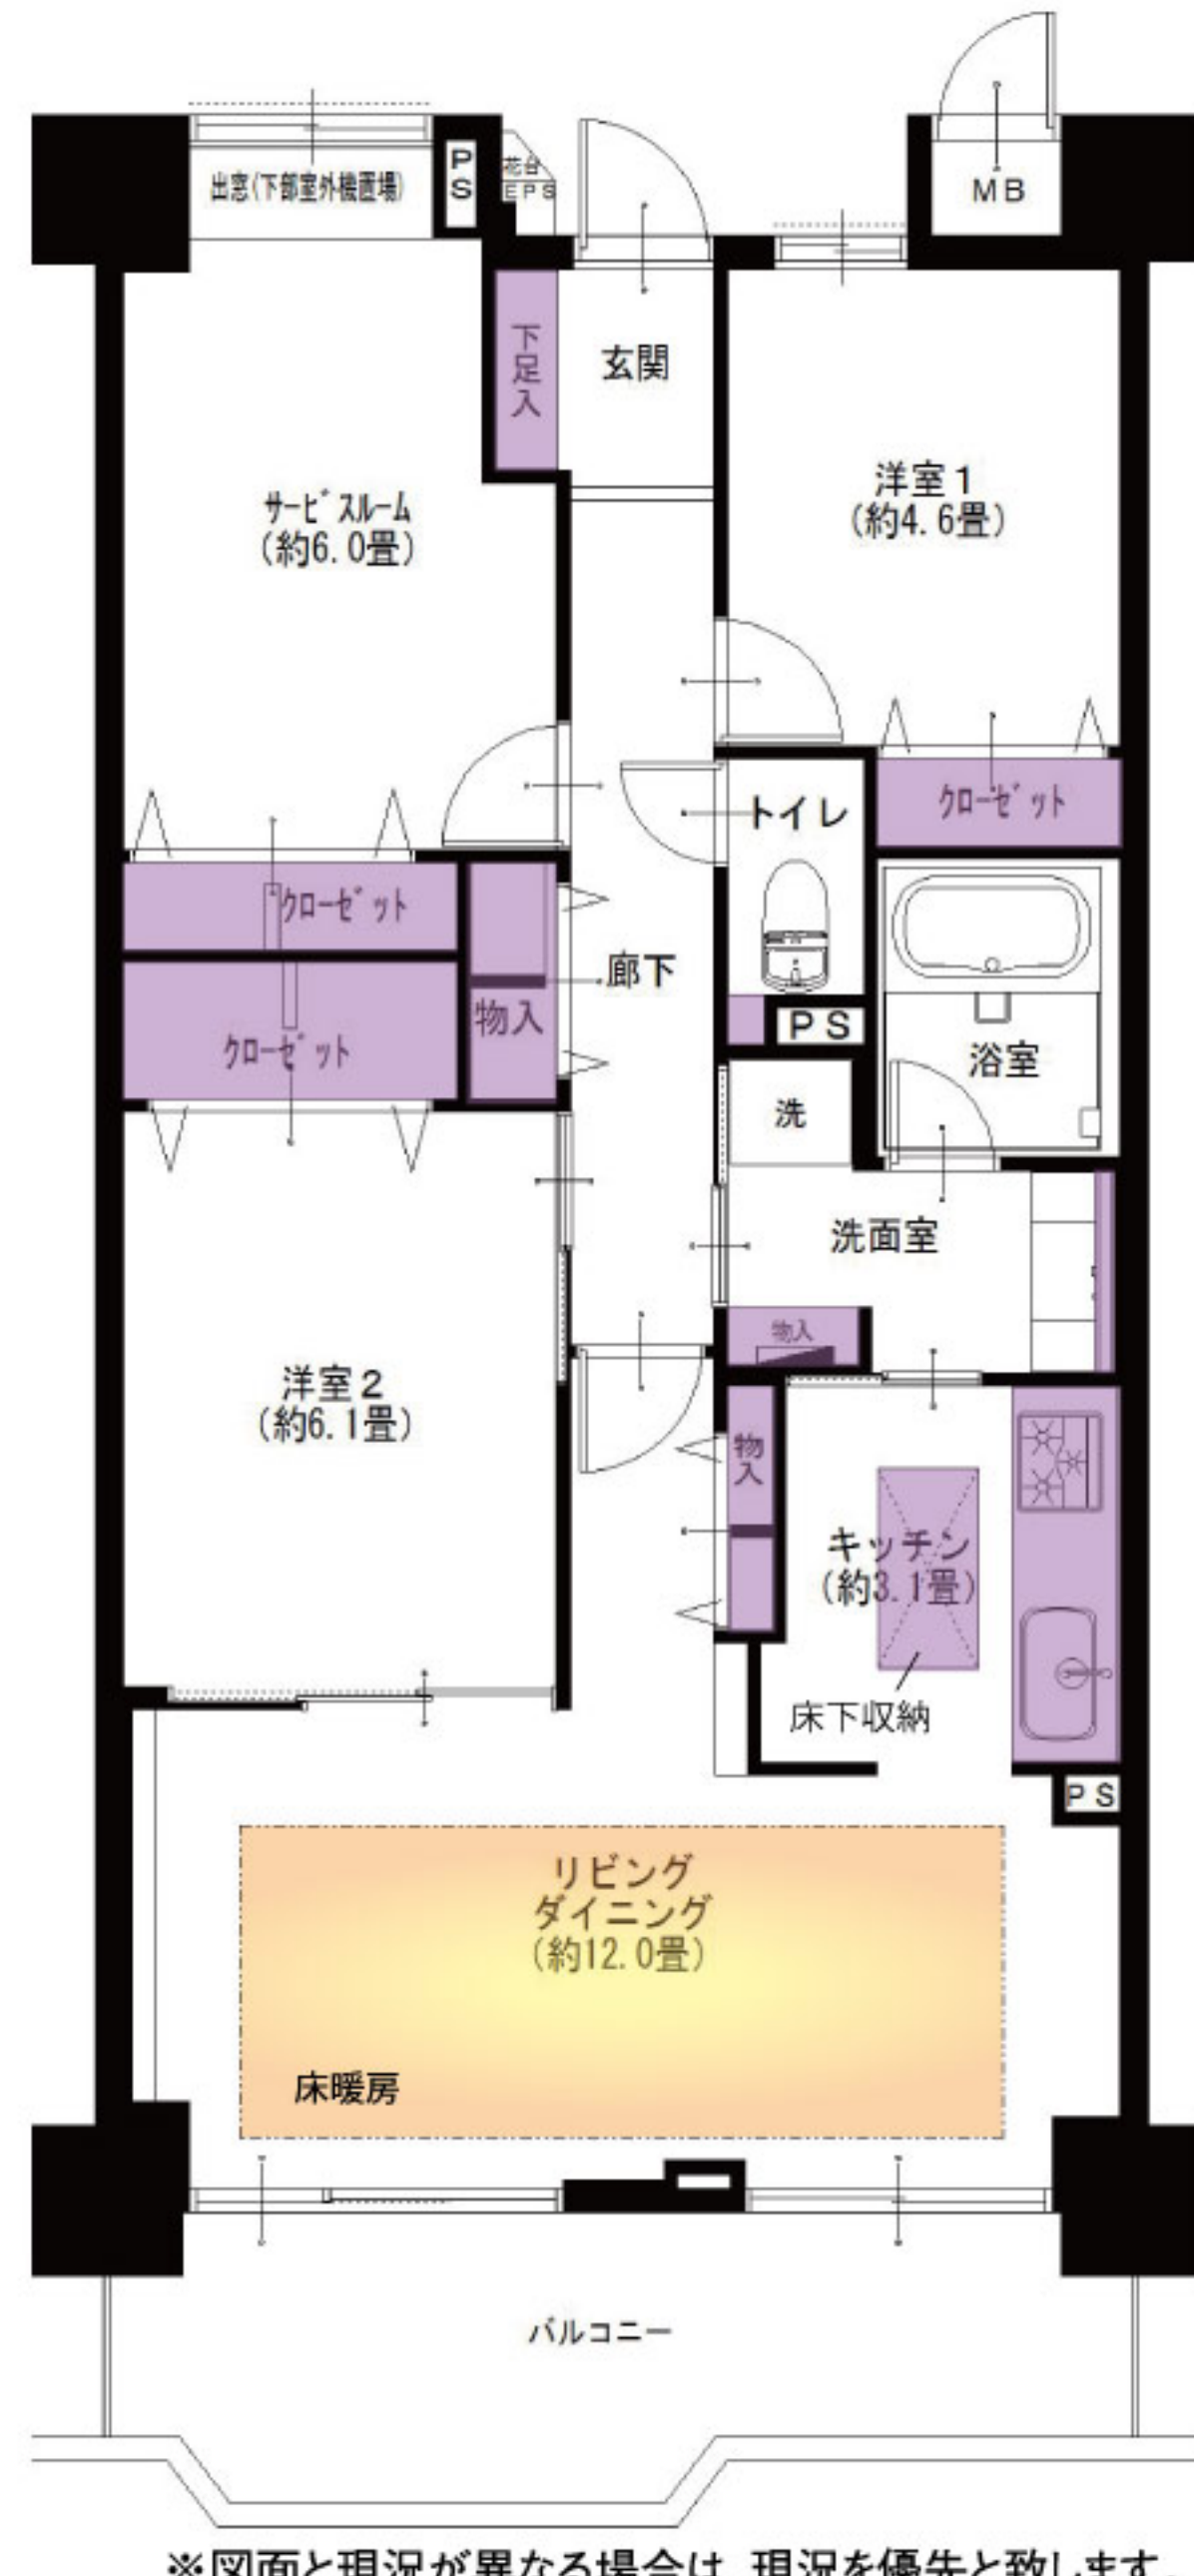 出窓(下部室外機置場)
PS
花台
EPS
MB
下足入
玄関
洋室1
(約4.6畳)
サービスルーム
(約6.0畳)
トイレ
クローゼット
クローゼット
廊下
物入
PS
クローゼット
浴室
洗
洗面室
物入
洋室2
(約6.1畳)
物入
キッチン
(約3.1畳)
床下収納
PS
リビング
ダイニング
(約12.0畳)
床暖房
バルコニー
※図面と現況が異なる場合は、現況を優先と致します。